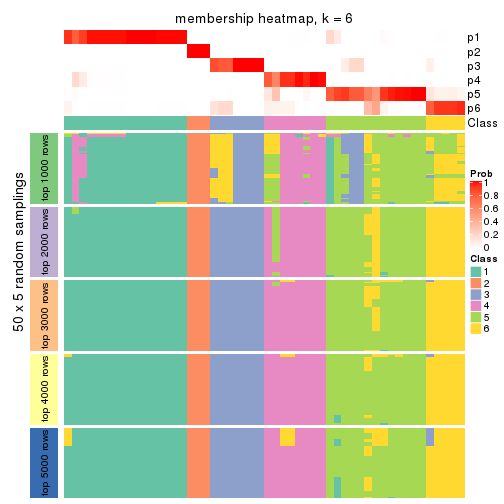 membership heatmap, k = 6
p1
p2
p3
p4
p5
p6
Class
50 x 5 random samplings
top 1000 rows
top 2000 rows
top 3000 rows
top 4000 rows
top 5000 rows
Prob
1
0.8
0.6
0.4
0.2
0
Class
1
2
3
4
5
6